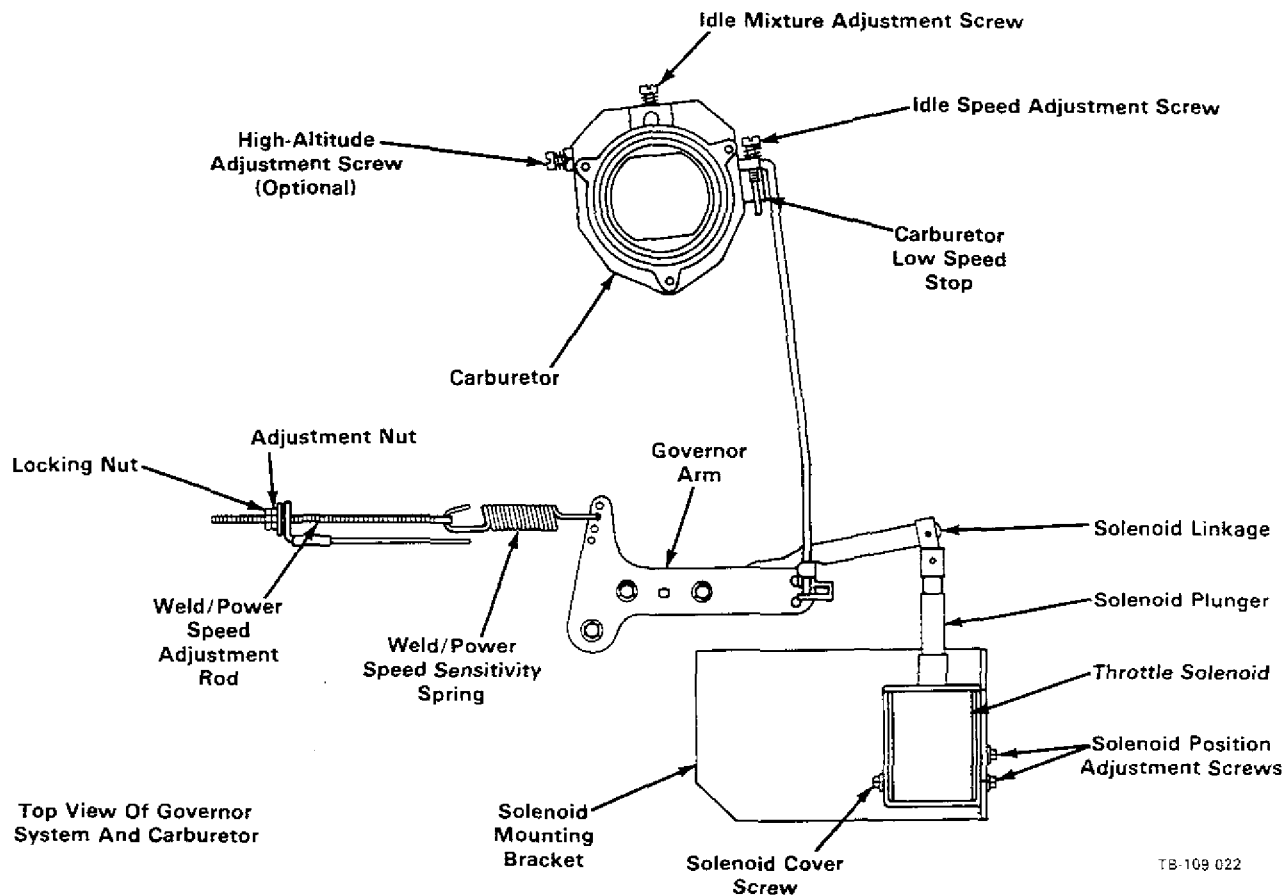 Idle Mixture Adjustment Screw
Idle Speed Adjustment Screw
High-Altitude
Adjustment Screw
(Optional)
Carburetor
Low Speed
Stop
Carburetor
Adjustment Nut
Locking Nut
Governor
Arm
Solenoid Linkage
Solenoid Plunger
Weld/Power
Speed
Adjustment
Rod
Weld/Power
Speed Sensitivity
Spring
Throttle Solenoid
Solenoid Position
Adjustment Screws
Top View Of Governor
System And Carburetor
Solenoid
Mounting
Bracket
Solenoid Cover
Screw
TB-109 022